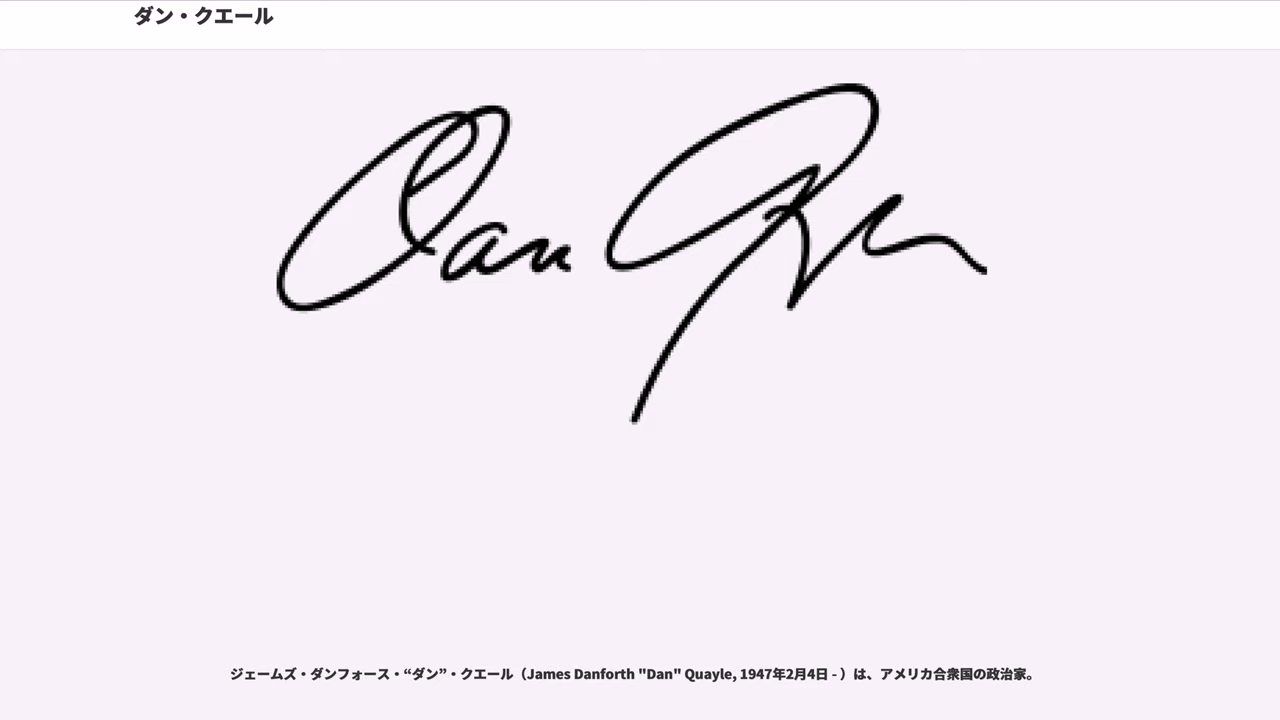 ダン・クエール
Dan Quayle
ジェームズ・ダンフォース・“ダン”・クエール（James Danforth "Dan" Quayle, 1947年2月4日 - ）は、アメリカ合衆国の政治家。